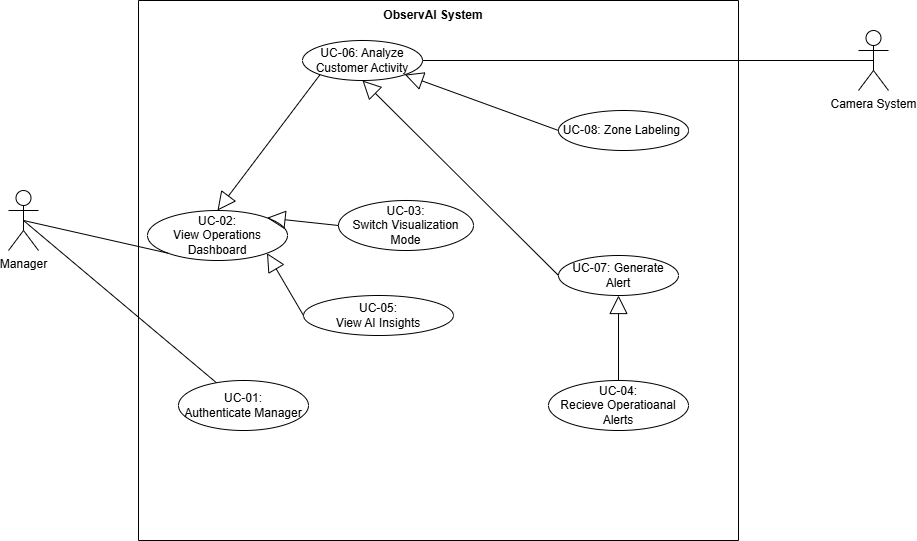 ObservAI System
UC-06: Analyze
Customer Activity
Camera System
UC-08: Zone Labeling
UC-02:
View Operations
Dashboard
UC-03:
Switch Visualization
Mode
Manager
UC-07: Generate
Alert
UC-05:
View AI Insights
UC-01:
Authenticate Manager
UC-04:
Recieve Operatioanal
Alerts